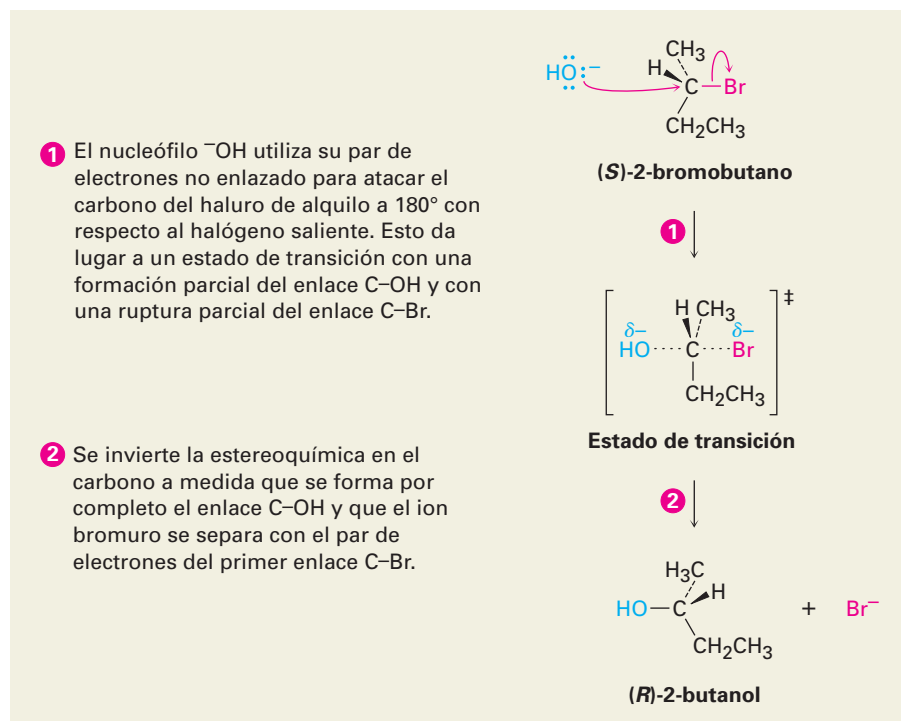 CH₃
HÖ:⁻ H C—Br
CH₂CH₃
(S)-2-bromobutano
1 El nucleófilo ⁻OH utiliza su par de
electrones no enlazado para atacar el
carbono del haluro de alquilo a 180° con
respecto al halógeno saliente. Esto da
lugar a un estado de transición con una
formación parcial del enlace C–OH y con
una ruptura parcial del enlace C–Br.
1
H CH₃ ‡
δ– δ–
HO·····C·····Br
CH₂CH₃
Estado de transición
2 Se invierte la estereoquímica en el
carbono a medida que se forma por
completo el enlace C–OH y que el ion
bromuro se separa con el par de
electrones del primer enlace C–Br.
2
H₃C
H
HO—C + Br⁻
CH₂CH₃
(R)-2-butanol